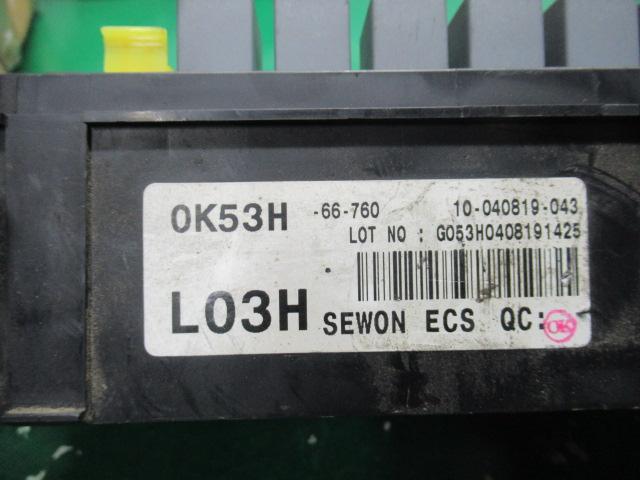 0K53H -66-760 10-040819-043
LOT NO : G053H0408191425
L03H SEWON ECS QC: